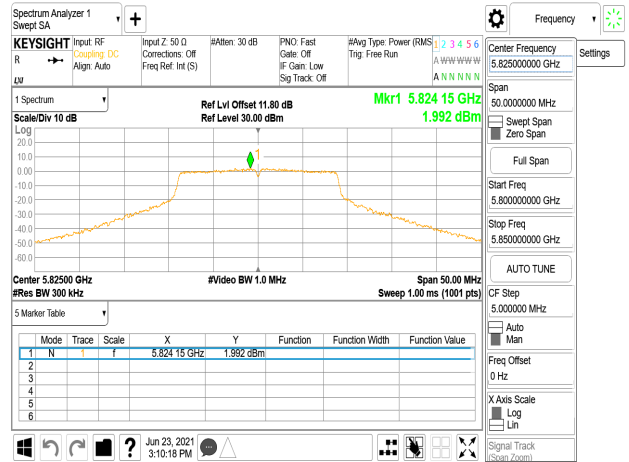 Spectrum Analyzer 1
Swept SA
Frequency
KEYSIGHT
R
Input: RF
Coupling: DC
Align: Auto
Input Z: 50 Ω
Corrections: Off
Freq Ref: Int (S)
#Atten: 30 dB
PNO: Fast
Gate: Off
IF Gain: Low
Sig Track: Off
#Avg Type: Power (RMS
Trig: Free Run
1 2 3 4 5 6
A W W W W W
A N N N N N
1 Spectrum
Scale/Div 10 dB
Ref Lvl Offset 11.80 dB
Ref Level 30.00 dBm
Mkr1 5.824 15 GHz
1.992 dBm
Log
20.0
10.0
0.00
-10.0
-20.0
-30.0
-40.0
-50.0
-60.0
1
Center 5.82500 GHz
#Res BW 300 kHz
#Video BW 1.0 MHz
Span 50.00 MHz
Sweep 1.00 ms (1001 pts)
5 Marker Table
Mode Trace Scale X Y Function Function Width Function Value
1 N 1 f 5.824 15 GHz 1.992 dBm
2
3
4
5
6
Jun 23, 2021
3:10:18 PM
Center Frequency
5.825000000 GHz
Settings
Span
50.0000000 MHz
Swept Span
Zero Span
Full Span
Start Freq
5.800000000 GHz
Stop Freq
5.850000000 GHz
AUTO TUNE
CF Step
5.000000 MHz
Auto
Man
Freq Offset
0 Hz
X Axis Scale
Log
Lin
Signal Track
(Span Zoom)